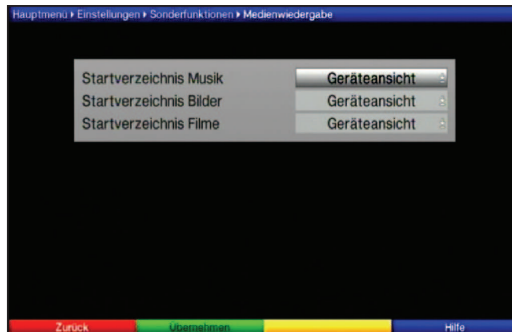 Hauptmenü ▸ Einstellungen ▸ Sonderfunktionen ▸ Medienwiedergabe
Startverzeichnis Musik Geräteansicht
Startverzeichnis Bilder Geräteansicht
Startverzeichnis Filme Geräteansicht
Zurück Übernehmen Hilfe